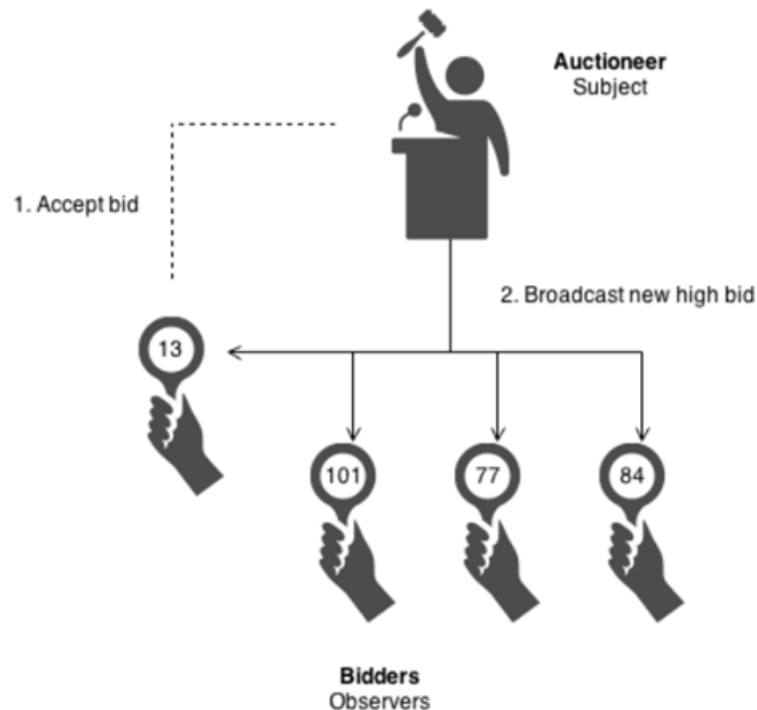 Auctioneer
Subject
1. Accept bid
2. Broadcast new high bid
13
101
77
84
Bidders
Observers